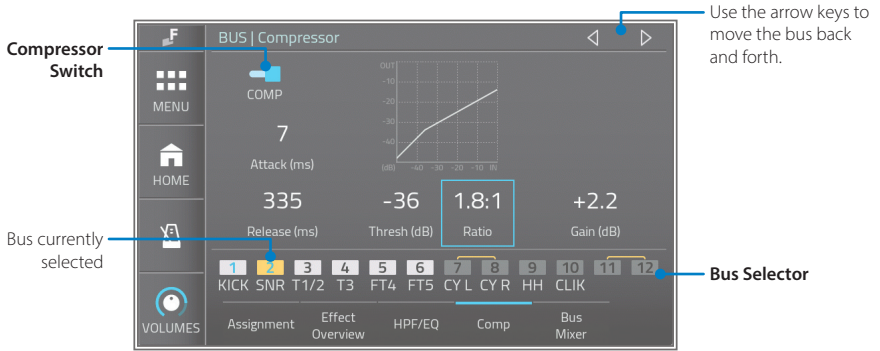 Use the arrow keys to
move the bus back
and forth.
Compressor
Switch
F
BUS | Compressor
MENU
HOME
VOLUMES
COMP
7
Attack (ms)
OUT
-10
-20
-30
-40
(dB) -40 -30 -20 -10 IN
335
Release (ms)
-36
Thresh (dB)
1.8:1
Ratio
+2.2
Gain (dB)
Bus currently
selected
1 2 3 4 5 6 7 8 9 10 11 12
KICK SNR T1/2 T3 FT4 FT5 CY L CY R HH CLIK
Bus Selector
Assignment
Effect
Overview
HPF/EQ
Comp
Bus
Mixer